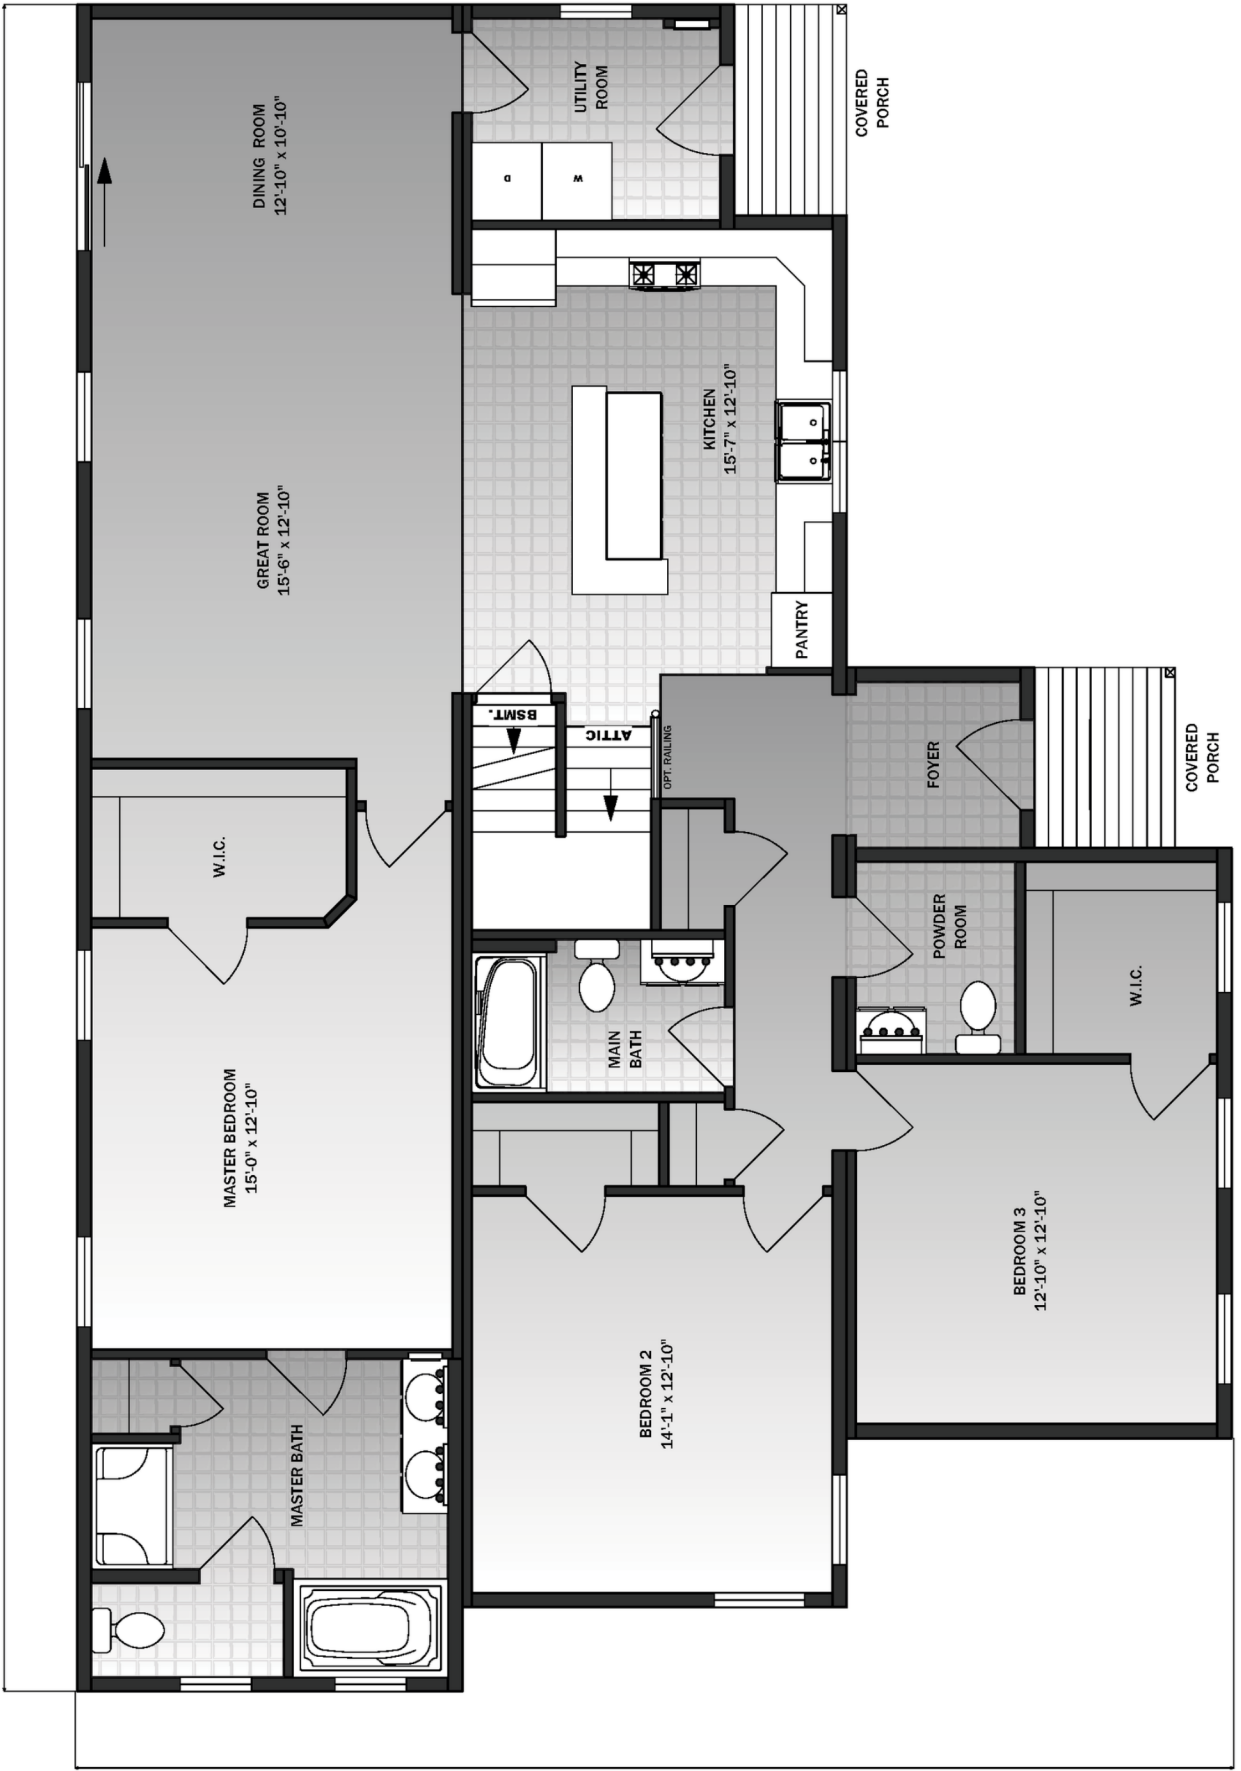 DINING ROOM
12'-10" x 10'-10"
UTILITY
ROOM
COVERED
PORCH
D
W
GREAT ROOM
15'-6" x 12'-10"
KITCHEN
15'-7" x 12'-10"
PANTRY
BSMT.
ATTIC
OPT. RAILING
FOYER
COVERED
PORCH
W.I.C.
POWDER
ROOM
W.I.C.
MAIN
BATH
MASTER BEDROOM
15'-0" x 12'-10"
BEDROOM 3
12'-10" x 12'-10"
BEDROOM 2
14'-1" x 12'-10"
MASTER BATH